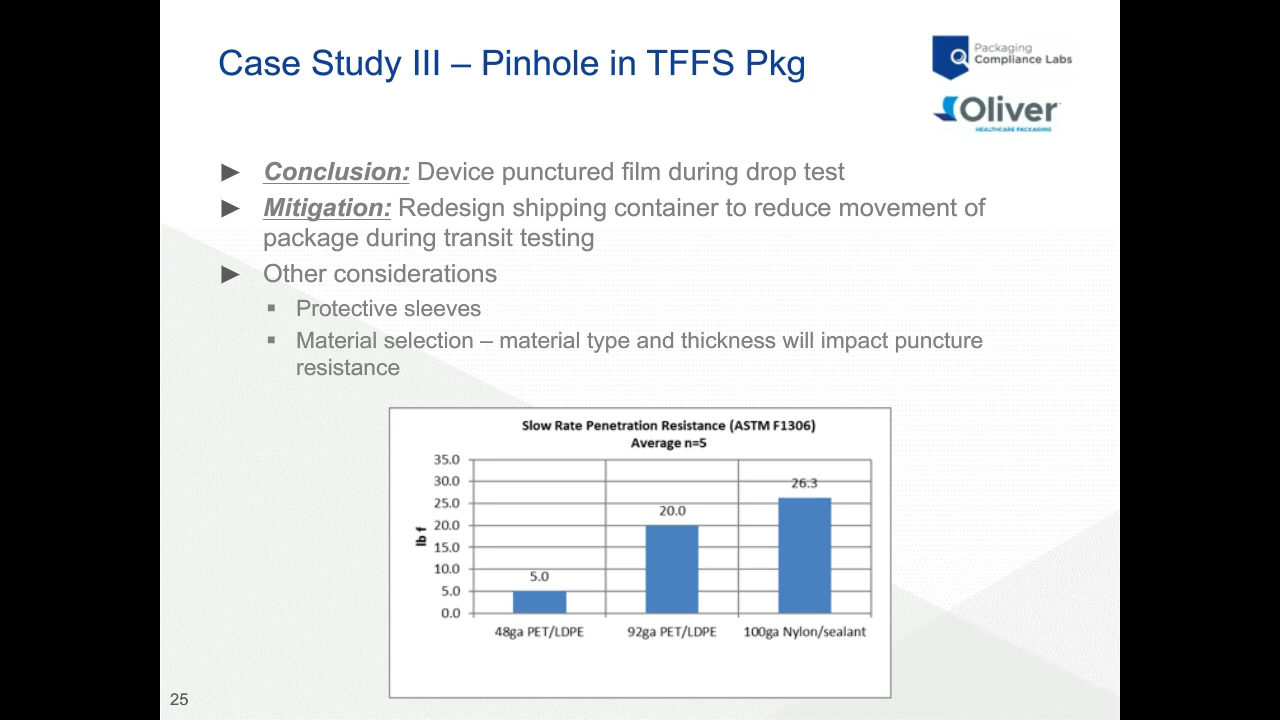 Case Study III – Pinhole in TFFS Pkg
Packaging
Compliance Labs
Oliver
HEALTHCARE PACKAGING
► Conclusion: Device punctured film during drop test
► Mitigation: Redesign shipping container to reduce movement of
package during transit testing
► Other considerations
▪ Protective sleeves
▪ Material selection – material type and thickness will impact puncture
resistance
Slow Rate Penetration Resistance (ASTM F1306)
Average n=5
lb f
35.0
30.0
25.0
20.0
15.0
10.0
5.0
0.0
5.0
20.0
26.3
48ga PET/LDPE
92ga PET/LDPE
100ga Nylon/sealant
25